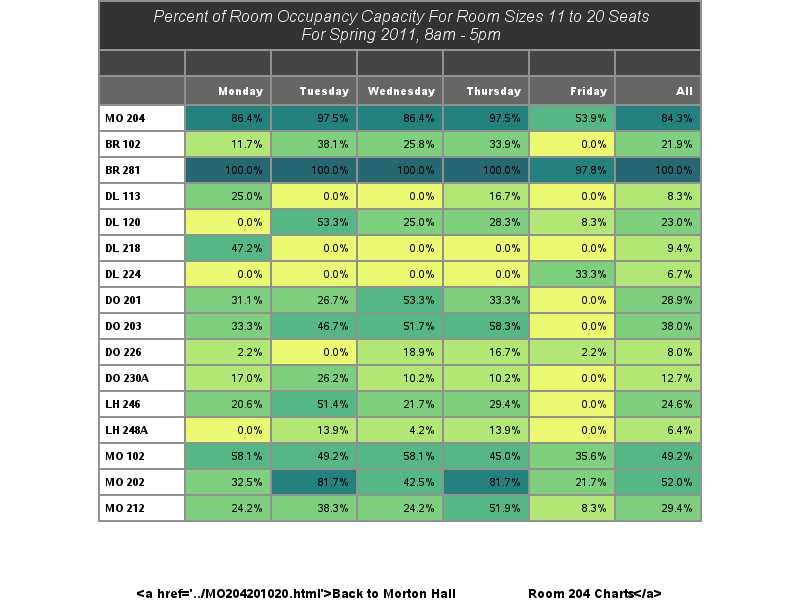 Percent of Room Occupancy Capacity For Room Sizes 11 to 20 Seats
For Spring 2011, 8am - 5pm
Monday Tuesday Wednesday Thursday Friday All
MO 204 86.4% 97.5% 86.4% 97.5% 53.9% 84.3%
BR 102 11.7% 38.1% 25.8% 33.9% 0.0% 21.9%
BR 281 100.0% 100.0% 100.0% 100.0% 97.8% 100.0%
DL 113 25.0% 0.0% 0.0% 16.7% 0.0% 8.3%
DL 120 0.0% 53.3% 25.0% 28.3% 8.3% 23.0%
DL 218 47.2% 0.0% 0.0% 0.0% 0.0% 9.4%
DL 224 0.0% 0.0% 0.0% 0.0% 33.3% 6.7%
DO 201 31.1% 26.7% 53.3% 33.3% 0.0% 28.9%
DO 203 33.3% 46.7% 51.7% 58.3% 0.0% 38.0%
DO 226 2.2% 0.0% 18.9% 16.7% 2.2% 8.0%
DO 230A 17.0% 26.2% 10.2% 10.2% 0.0% 12.7%
LH 246 20.6% 51.4% 21.7% 29.4% 0.0% 24.6%
LH 248A 0.0% 13.9% 4.2% 13.9% 0.0% 6.4%
MO 102 58.1% 49.2% 58.1% 45.0% 35.6% 49.2%
MO 202 32.5% 81.7% 42.5% 81.7% 21.7% 52.0%
MO 212 24.2% 38.3% 24.2% 51.9% 8.3% 29.4%
<a href='../MO204201020.html'>Back to Morton Hall Room 204 Charts</a>